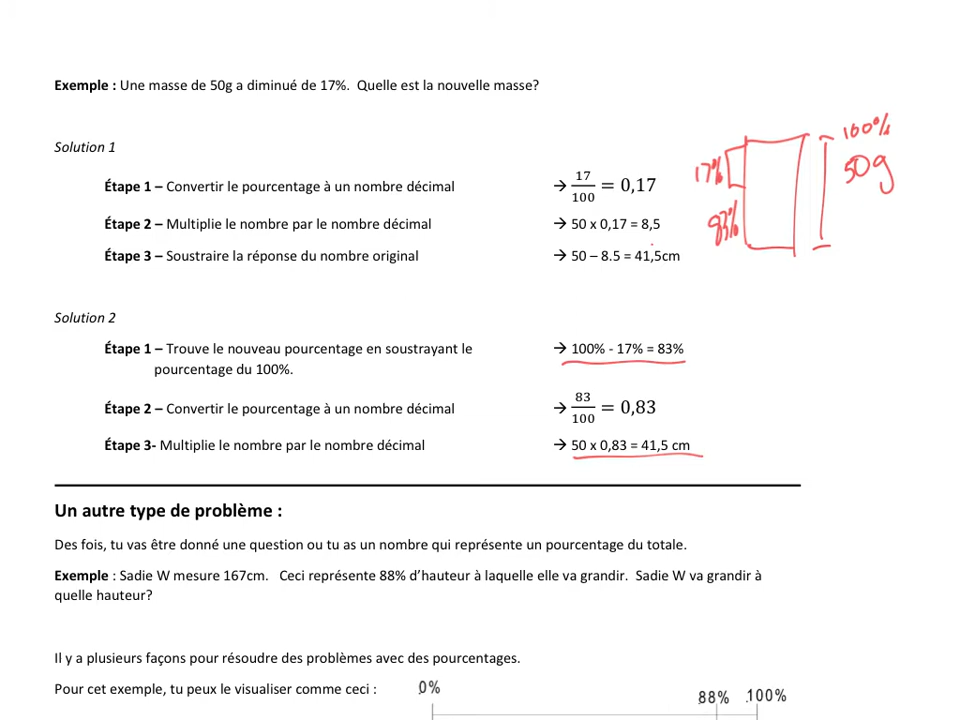 Exemple : Une masse de 50g a diminué de 17%. Quelle est la nouvelle masse?
Solution 1
Étape 1 – Convertir le pourcentage à un nombre décimal → 17/100 = 0,17
Étape 2 – Multiplie le nombre par le nombre décimal → 50 x 0,17 = 8,5
Étape 3 – Soustraire la réponse du nombre original → 50 – 8.5 = 41,5cm
17%
83%
100%
50g
Solution 2
Étape 1 – Trouve le nouveau pourcentage en soustrayant le → 100% - 17% = 83%
pourcentage du 100%.
Étape 2 – Convertir le pourcentage à un nombre décimal → 83/100 = 0,83
Étape 3- Multiplie le nombre par le nombre décimal → 50 x 0,83 = 41,5 cm
Un autre type de problème :
Des fois, tu vas être donné une question ou tu as un nombre qui représente un pourcentage du totale.
Exemple : Sadie W mesure 167cm. Ceci représente 88% d’hauteur à laquelle elle va grandir. Sadie W va grandir à
quelle hauteur?
Il y a plusieurs façons pour résoudre des problèmes avec des pourcentages.
Pour cet exemple, tu peux le visualiser comme ceci : 0% 88% 100%